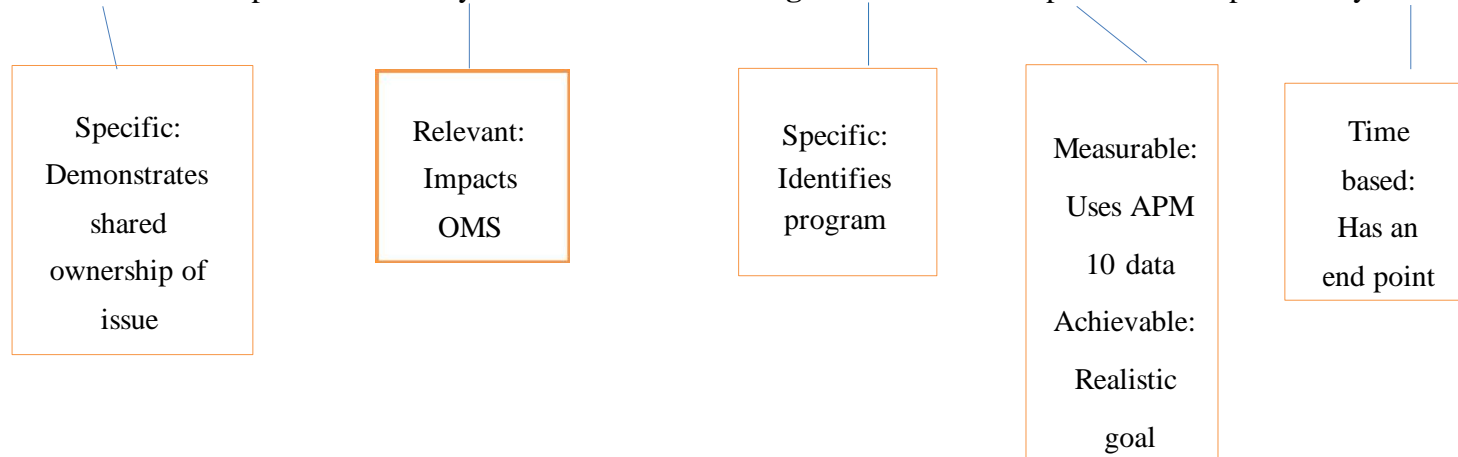 Specific:
Demonstrates
shared
ownership of
issue
Relevant:
Impacts
OMS
Specific:
Identifies
program
Measurable:
Uses APM
10 data
Achievable:
Realistic
goal
Time
based:
Has an
end point